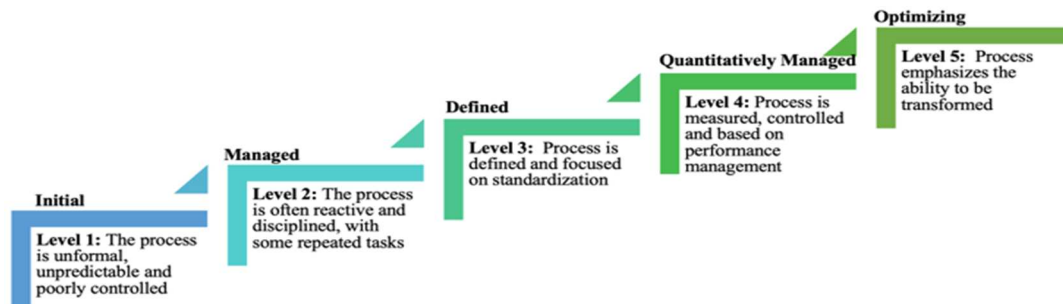 Initial
Level 1: The process
is unformal,
unpredictable and
poorly controlled
Managed
Level 2: The process
is often reactive and
disciplined, with
some repeated tasks
Defined
Level 3: Process is
defined and focused
on standardization
Quantitatively Managed
Level 4: Process is
measured, controlled
and based on
performance
management
Optimizing
Level 5: Process
emphasizes the
ability to be
transformed